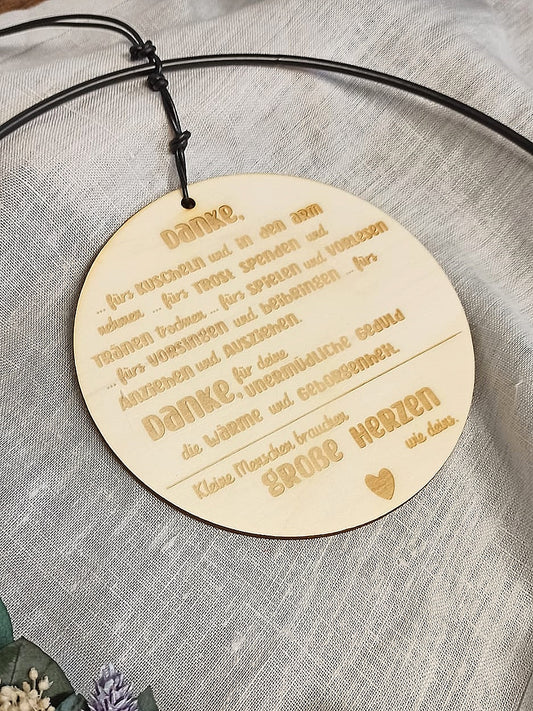 Danke,
... fürs KUSCHELN und in den ARM
nehmen ... fürs TROST SPENDEN und
TRÄNEN trocknen ... fürs SPIELEN und VORLESEN
... fürs VORSINGEN und BEIBRINGEN ... fürs
ANZIEHEN und AUSZIEHEN.
DANKE, für deine
UNERMÜDLICHE GEDULD
die WÄRME und GEBORGENHEIT.
Kleine Menschen brauchen
GROßE HERZEN
wie deins.